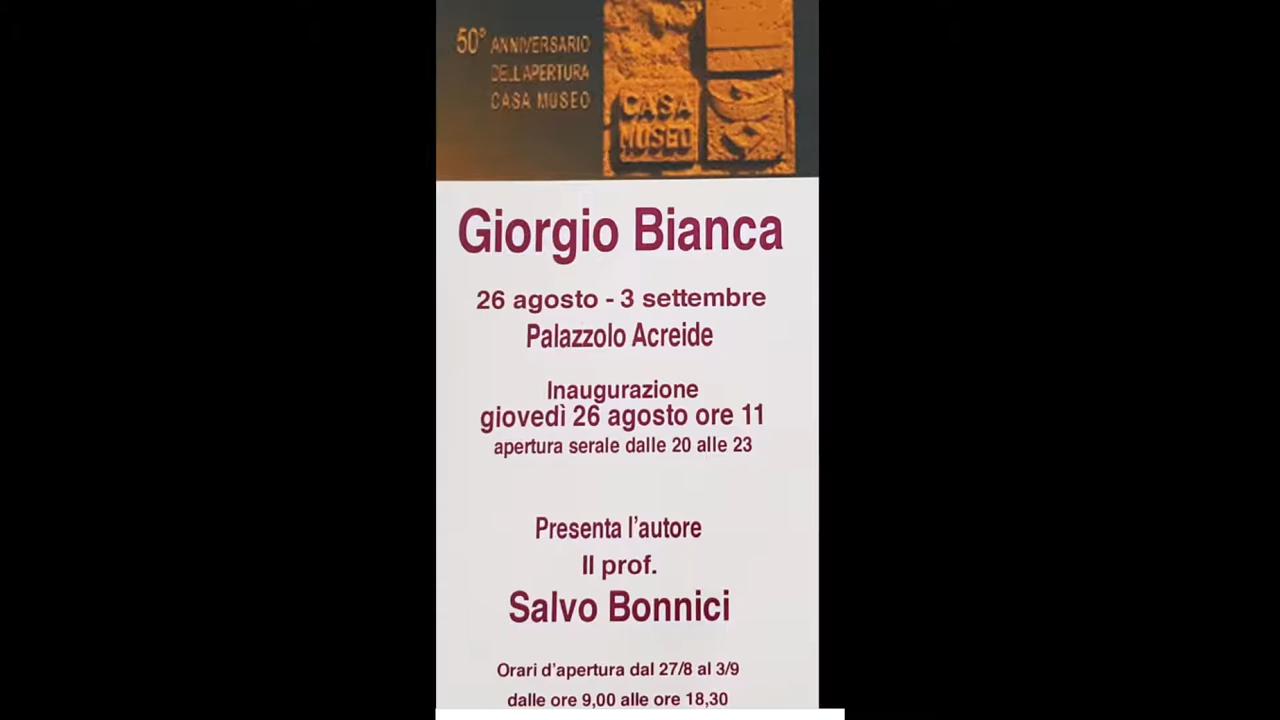 50° ANNIVERSARIO
DELL'APERTURA
CASA MUSEO
CASA
MUSEO
Giorgio Bianca
26 agosto - 3 settembre
Palazzolo Acreide
Inaugurazione
giovedì 26 agosto ore 11
apertura serale dalle 20 alle 23
Presenta l'autore
Il prof.
Salvo Bonnici
Orari d'apertura dal 27/8 al 3/9
dalle ore 9,00 alle ore 18,30